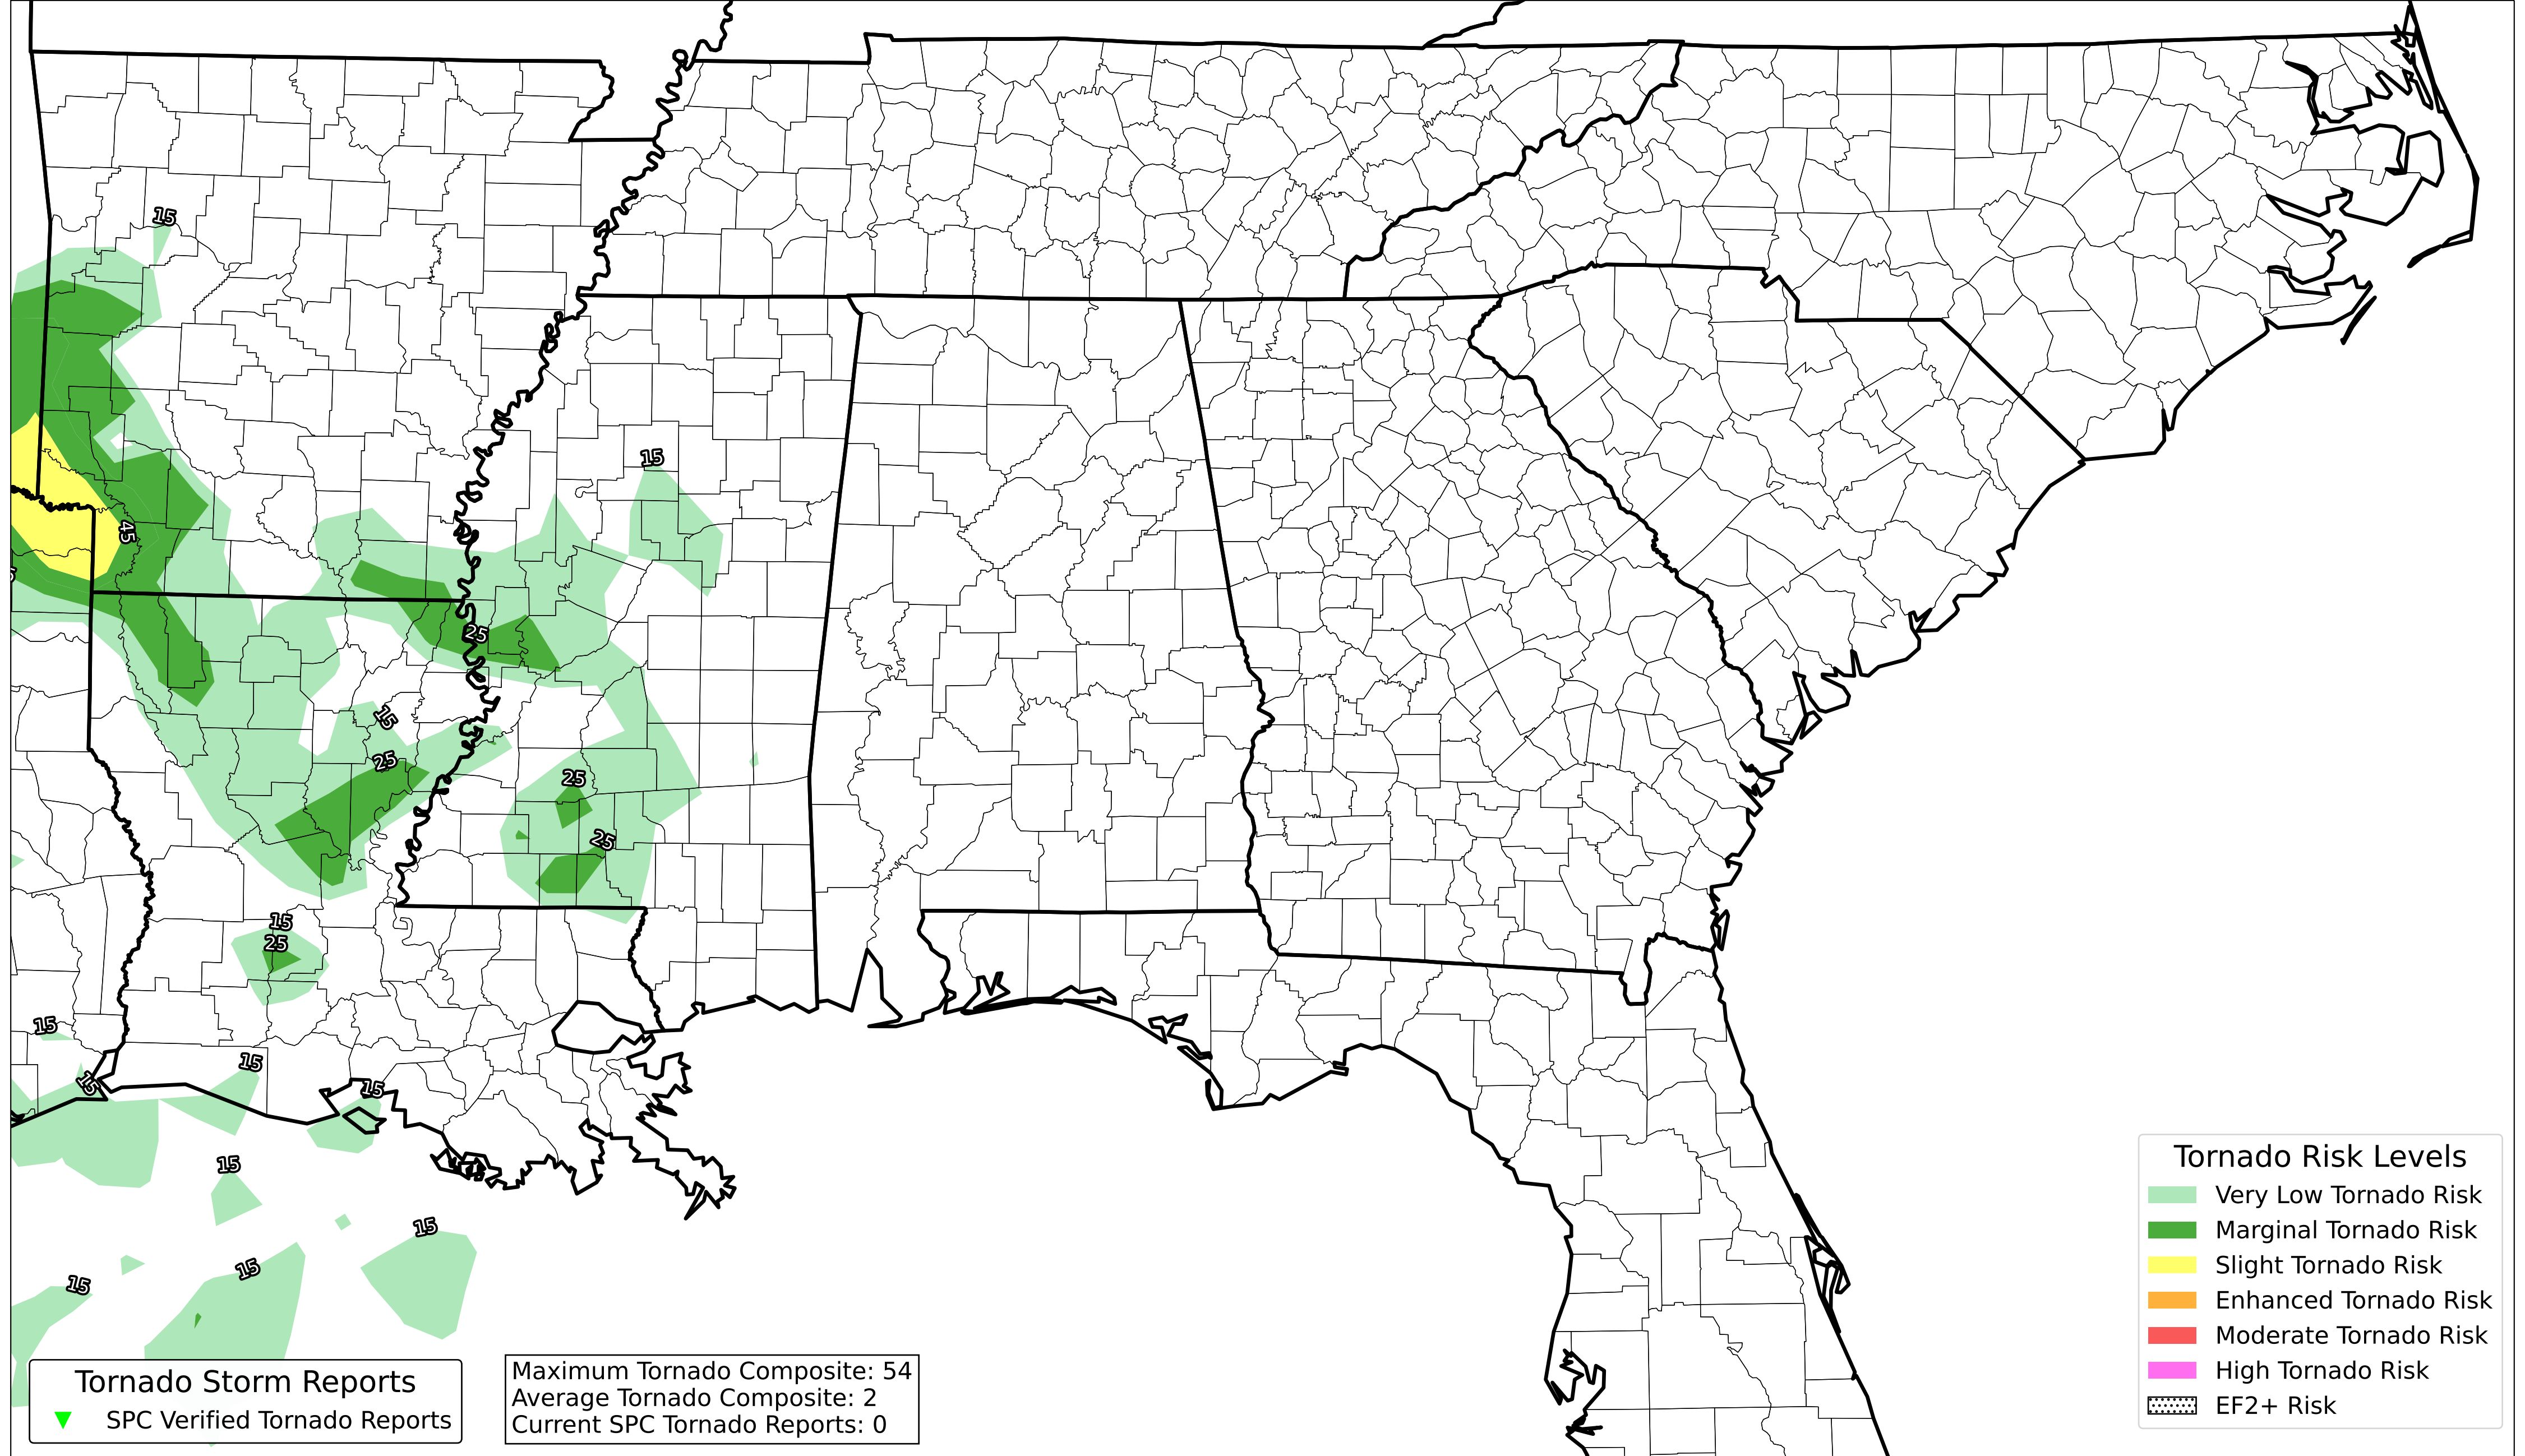 15
15
45
25
15
25
25
25
15
25
15
15
15
15
15
15
15
15
Tornado Risk Levels
Very Low Tornado Risk
Marginal Tornado Risk
Slight Tornado Risk
Enhanced Tornado Risk
Moderate Tornado Risk
High Tornado Risk
EF2+ Risk
Tornado Storm Reports
SPC Verified Tornado Reports
Maximum Tornado Composite: 54
Average Tornado Composite: 2
Current SPC Tornado Reports: 0